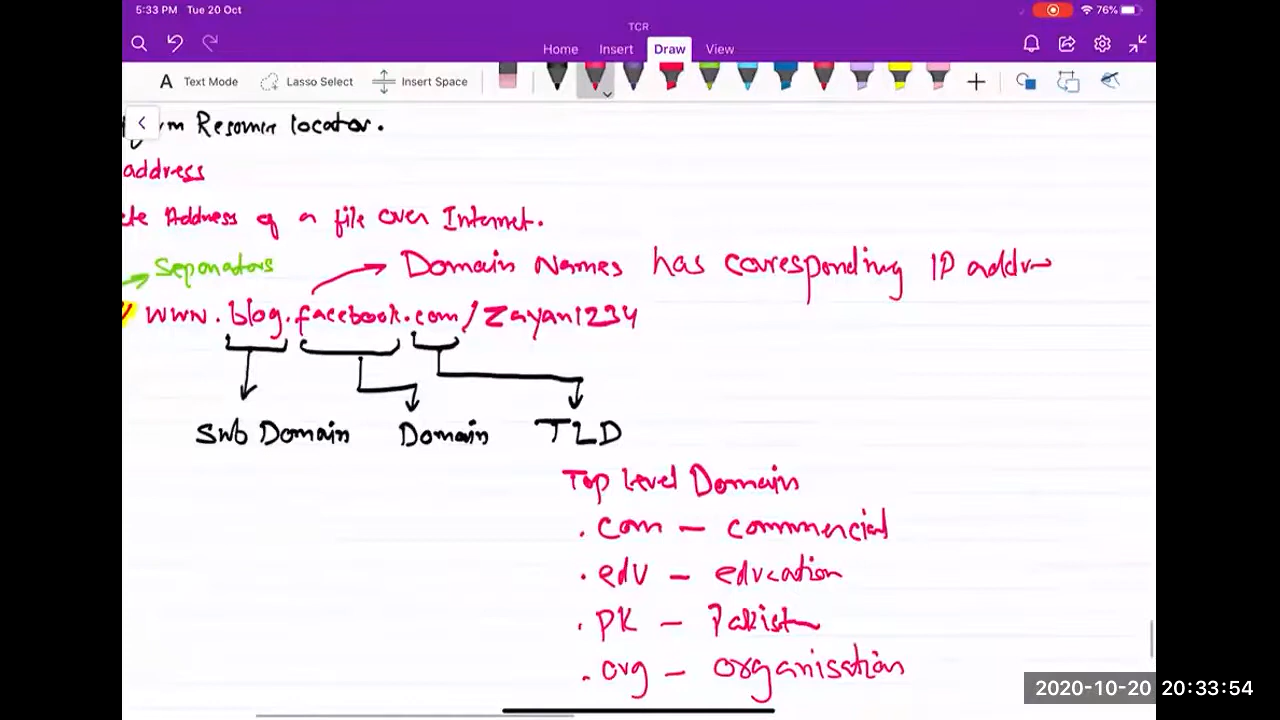 5:33 PM Tue 20 Oct
76%
TCR
Home Insert Draw View
Text Mode Lasso Select Insert Space
Resource locator.
address
Address of a file over Internet.
Separators
Domain Names has corresponding IP addr
www.blog.facebook.com/Zayan1234
Sub Domain Domain TLD
Top Level Domain
.com - commercial
.edu - education
.pk - Pakist
.org - organisation
2020-10-20 20:33:54